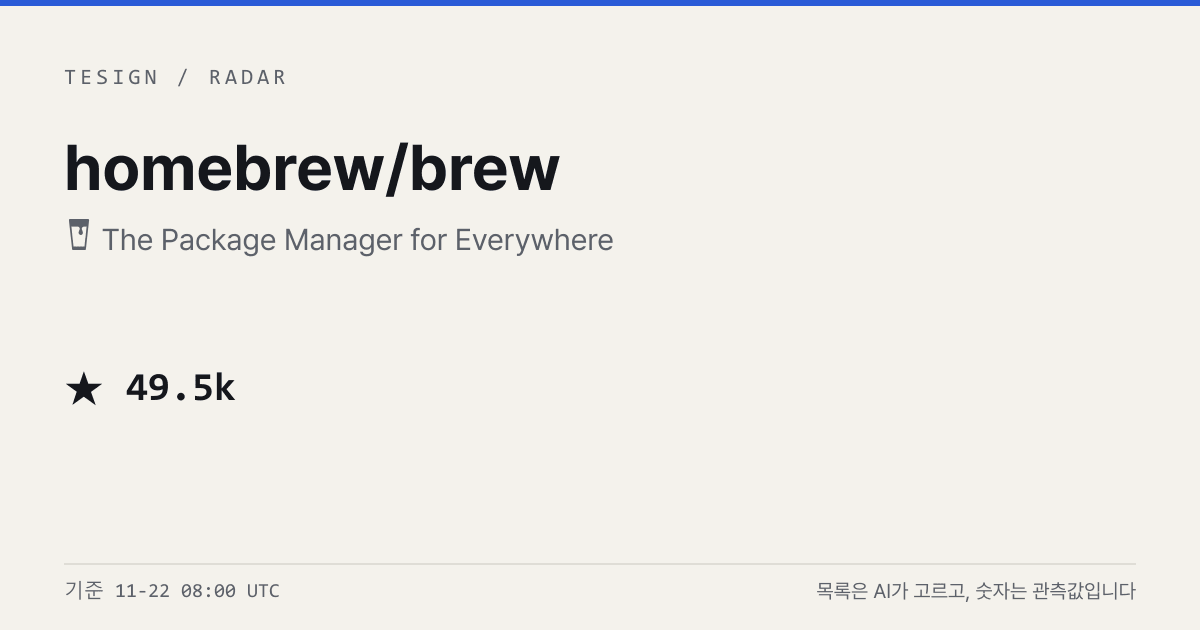 TESIGN / RADAR
homebrew/brew
The Package Manager for Everywhere
★ 49.5k
기준 11-22 08:00 UTC
목록은 AI가 고르고, 숫자는 관측값입니다